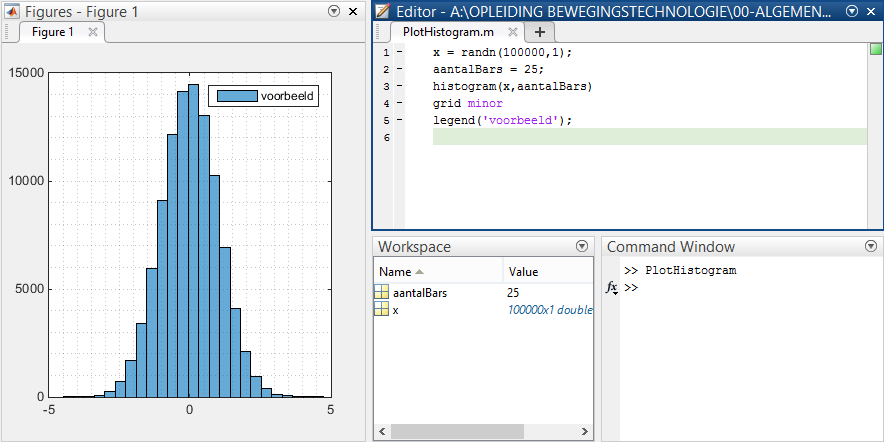 Figures - Figure 1
Figure 1
15000
10000
5000
0
-5
0
5
voorbeeld
Editor - A:\OPLEIDING BEWEGINGSTECHNOLOGIE\00-ALGEMEN...
PlotHistogram.m
1 - x = randn(100000,1);
2 - aantalBars = 25;
3 - histogram(x,aantalBars)
4 - grid minor
5 - legend('voorbeeld');
6
Workspace
Name Value
aantalBars 25
x 100000x1 double
Command Window
>> PlotHistogram
fx >>